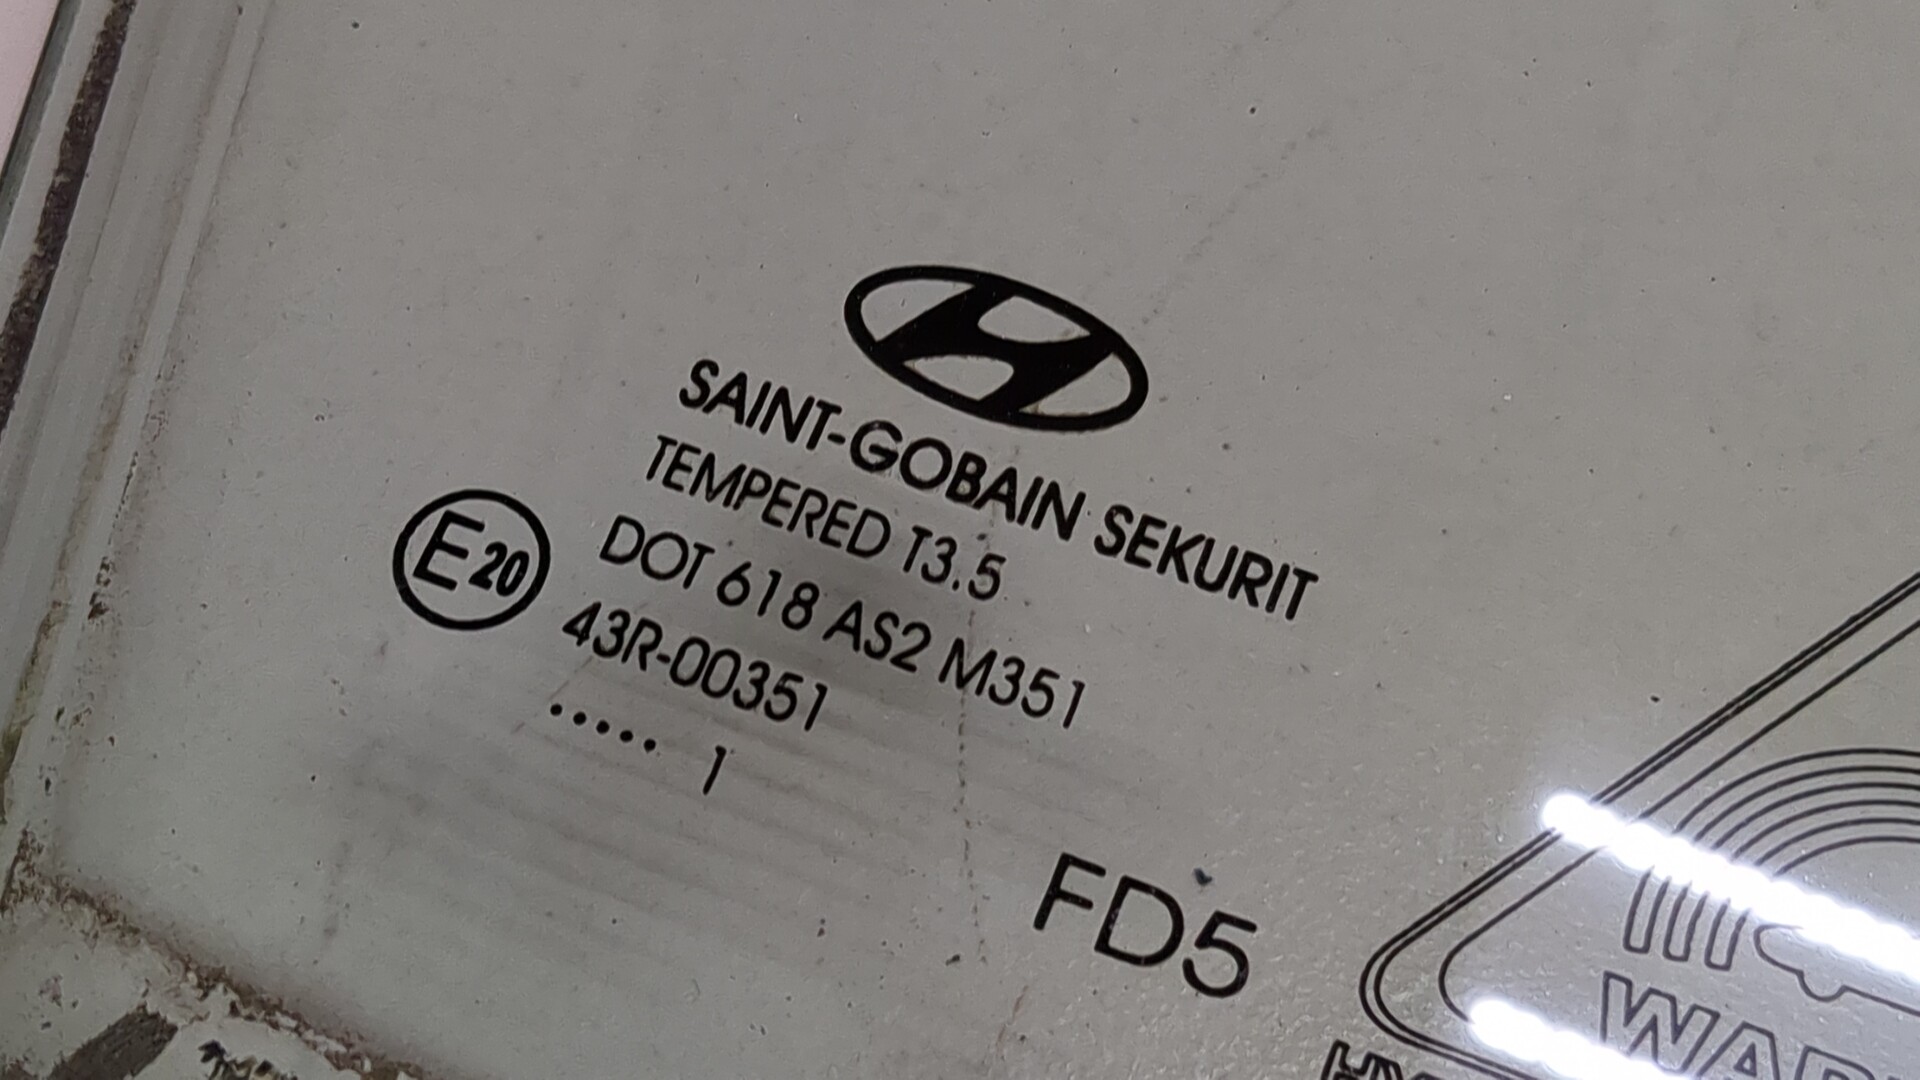 SAINT-GOBAIN SEKURIT
TEMPERED T3.5
E20 DOT 618 AS2 M351
43R-00351
..... 1
FD5